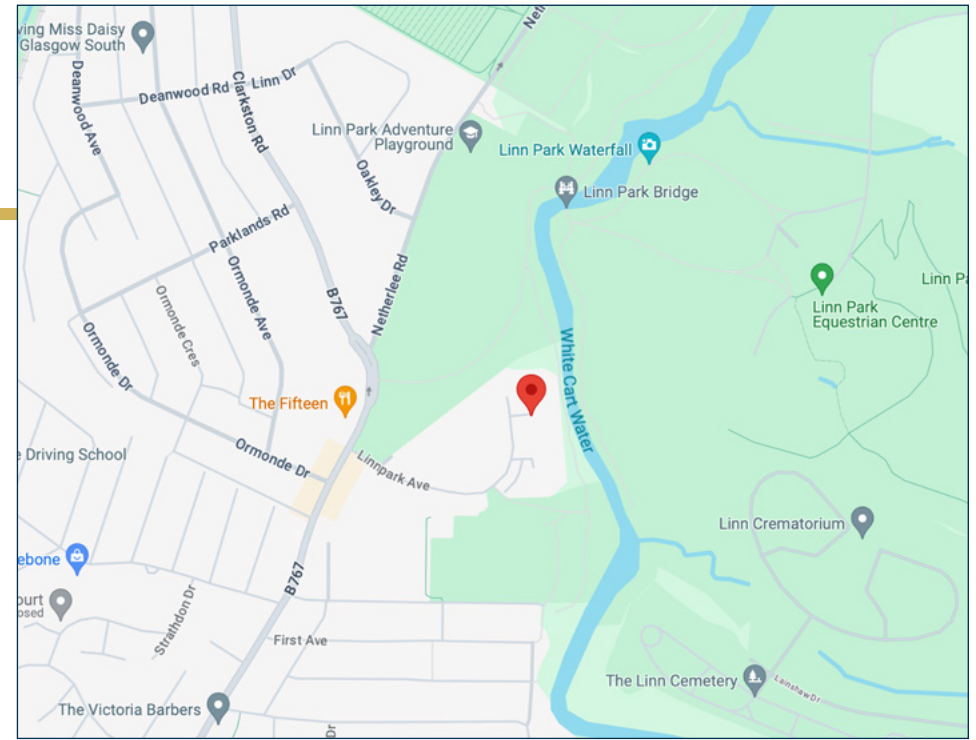 ving Miss Daisy
Glasgow South
Neth
Deanwood Ave
Deanwood Rd
Linn Dr
Clarkston Rd
Linn Park Adventure
Playground
Linn Park Waterfall
Linn Park Bridge
Oakley Dr
Parklands Rd
Ormonde Ave
Netherlee Rd
Linn Pa
Linn Park
Equestrian Centre
Ormonde Cres
B767
Ormonde Dr
White Cart Water
The Fifteen
Ormonde Dr
Linnpark Ave
e Driving School
Linn Crematorium
ebone
B767
ourt
osed
Strathdon Dr
First Ave
The Linn Cemetery
Lainshaw Dr
The Victoria Barbers
Dr